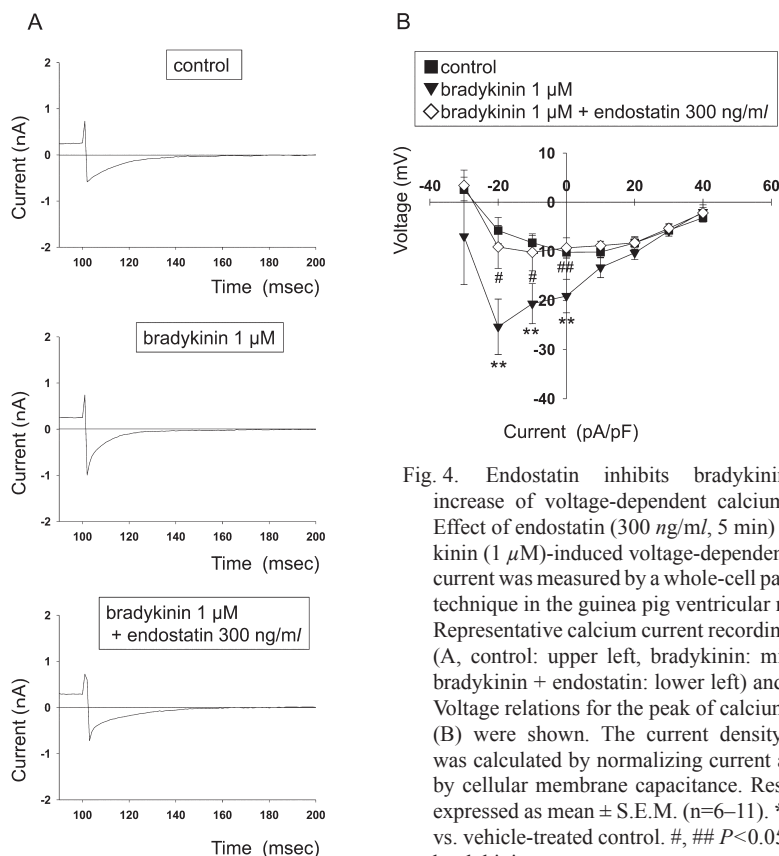 A
control
2
1
0
-1
-2
Current (nA)
100 120 140 160 180 200
Time (msec)
bradykinin 1 µM
2
1
0
-1
-2
Current (nA)
100 120 140 160 180 200
Time (msec)
bradykinin 1 µM
+ endostatin 300 ng/ml
2
1
0
-1
-2
Current (nA)
100 120 140 160 180 200
Time (msec)
B
control
bradykinin 1 µM
bradykinin 1 µM + endostatin 300 ng/ml
Voltage (mV)
10
-40 -20 0 0 20 40 60
-10
-20
-30
-40
# # ##
** ** **
Current (pA/pF)
Fig. 4. Endostatin inhibits bradykinin
increase of voltage-dependent calcium
Effect of endostatin (300 ng/ml, 5 min)
kinin (1 µM)-induced voltage-dependen
current was measured by a whole-cell pa
technique in the guinea pig ventricular
Representative calcium current recordin
(A, control: upper left, bradykinin: m
bradykinin + endostatin: lower left) and
Voltage relations for the peak of calcium
(B) were shown. The current density
was calculated by normalizing current
by cellular membrane capacitance. Res
expressed as mean ± S.E.M. (n=6–11).
vs. vehicle-treated control. #, ## P<0.05